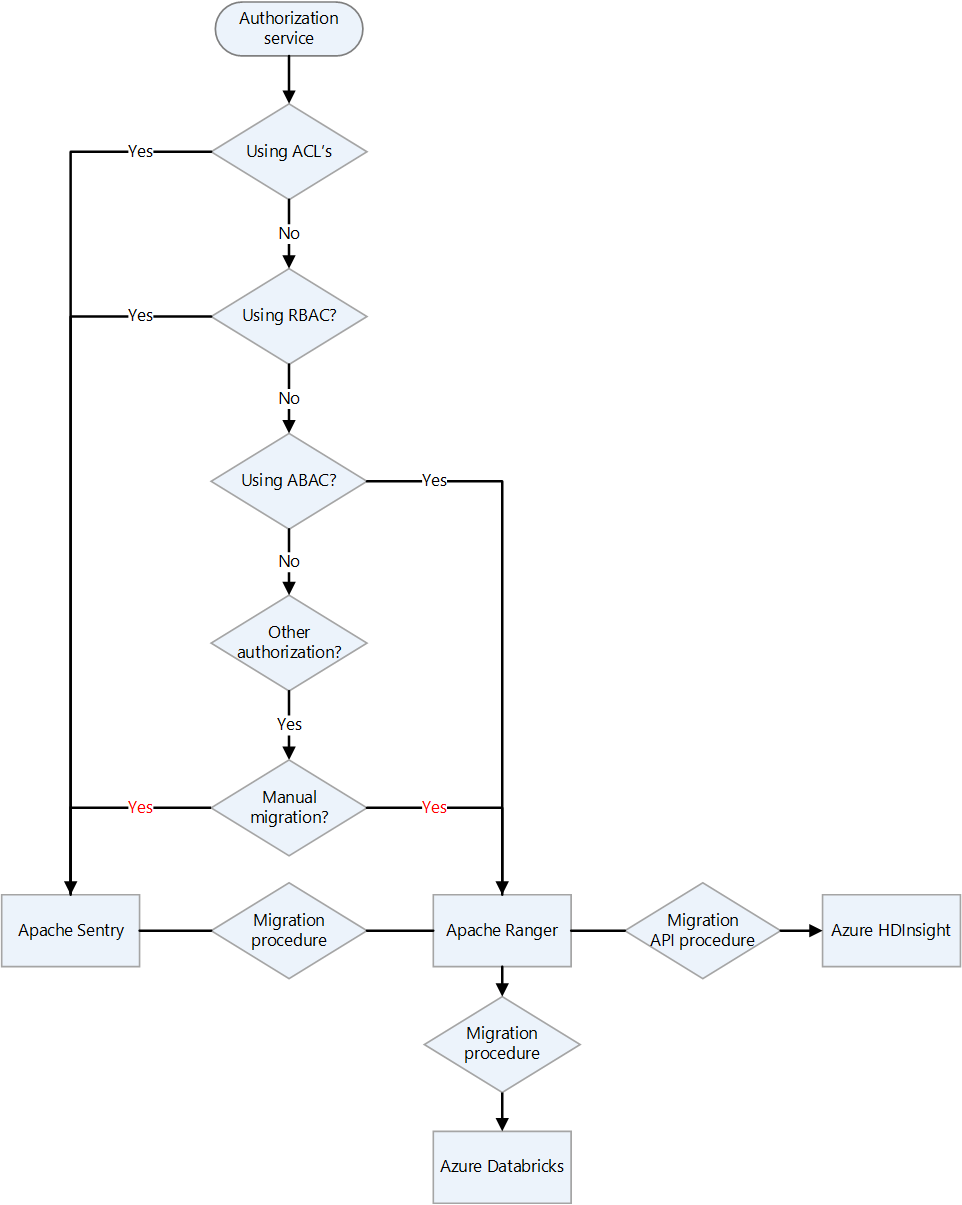 Authorization
service
Using ACL's
Yes
No
Using RBAC?
Yes
No
Using ABAC?
Yes
No
Other
authorization?
Yes
Manual
migration?
Yes
Yes
Apache Sentry
Migration
procedure
Apache Ranger
Migration
API procedure
Azure HDInsight
Migration
procedure
Azure Databricks